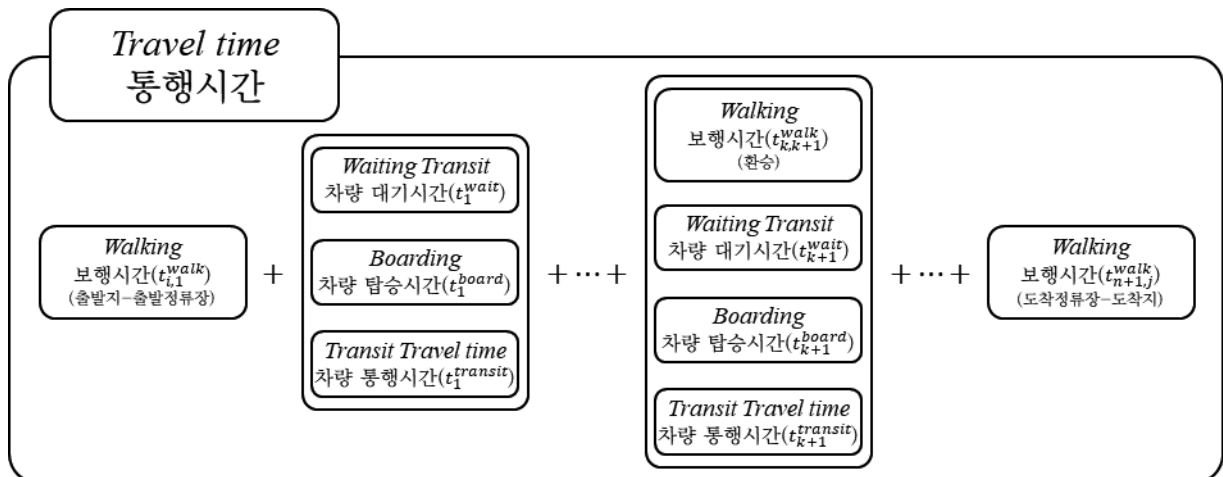 Travel time
통행시간
Walking
보행시간(t_{i,1}^{walk})
(출발지−출발정류장)
+
Waiting Transit
차량 대기시간(t_1^{wait})
Boarding
차량 탑승시간(t_1^{board})
Transit Travel time
차량 통행시간(t_1^{transit})
+ ⋯ +
Walking
보행시간(t_{k,k+1}^{walk})
(환승)
Waiting Transit
차량 대기시간(t_{k+1}^{wait})
Boarding
차량 탑승시간(t_{k+1}^{board})
Transit Travel time
차량 통행시간(t_{k+1}^{transit})
+ ⋯ +
Walking
보행시간(t_{n+1,j}^{walk})
(도착정류장−도착지)